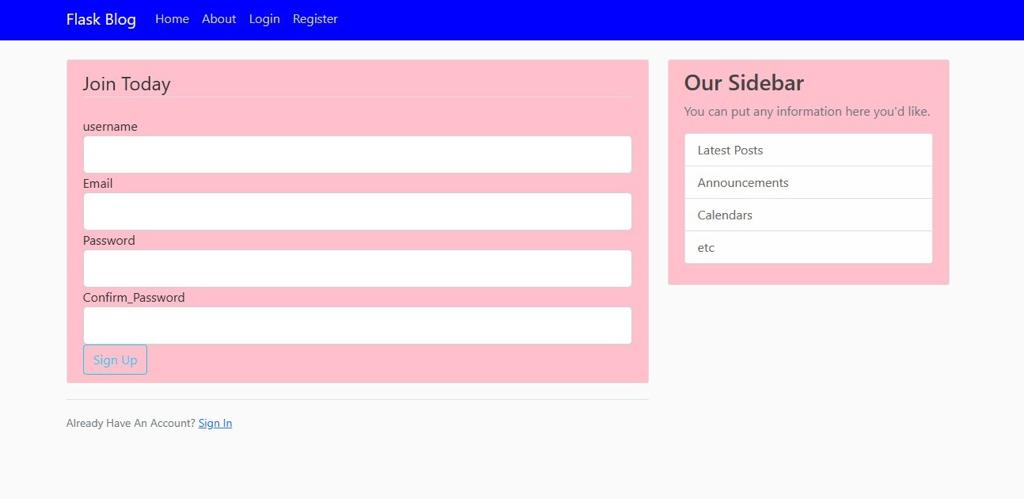 Flask Blog Home About Login Register
Join Today
username
Email
Password
Confirm_Password
Sign Up
Already Have An Account? Sign In
Our Sidebar
You can put any information here you'd like.
Latest Posts
Announcements
Calendars
etc